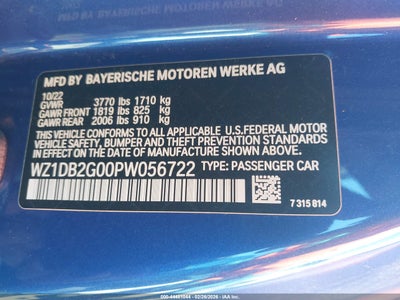 MFD BY BAYERISCHE MOTOREN WERKE AG
10/22
GVWR 3770 lbs 1710 kg
GAWR FRONT 1819 lbs 825 kg
GAWR REAR 2006 lbs 910 kg
THIS VEHICLE CONFORMS TO ALL APPLICABLE U.S.FEDERAL MOTOR
VEHICLE SAFETY, BUMPER AND THEFT PREVENTION STANDARDS
IN EFFECT ON THE DATE OF MANUFACTURE SHOWN ABOVE.
WZ1DB2G00PW056722 TYPE: PASSENGER CAR
7 315 814